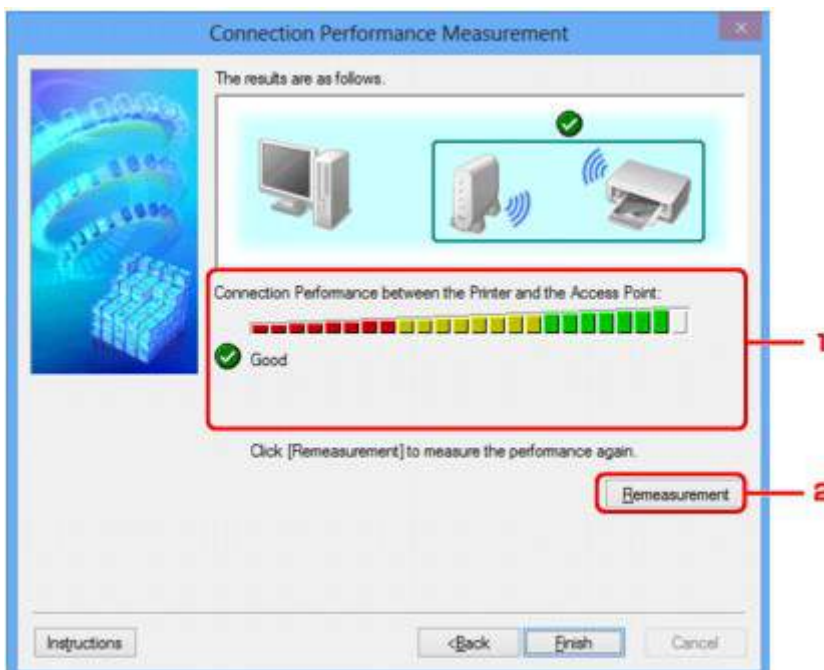 Connection Performance Measurement
The results are as follows.
Connection Performance between the Printer and the Access Point:
Good
1
Click [Remeasurement] to measure the performance again.
Remeasurement
2
Instructions
<Back
Finish
Cancel